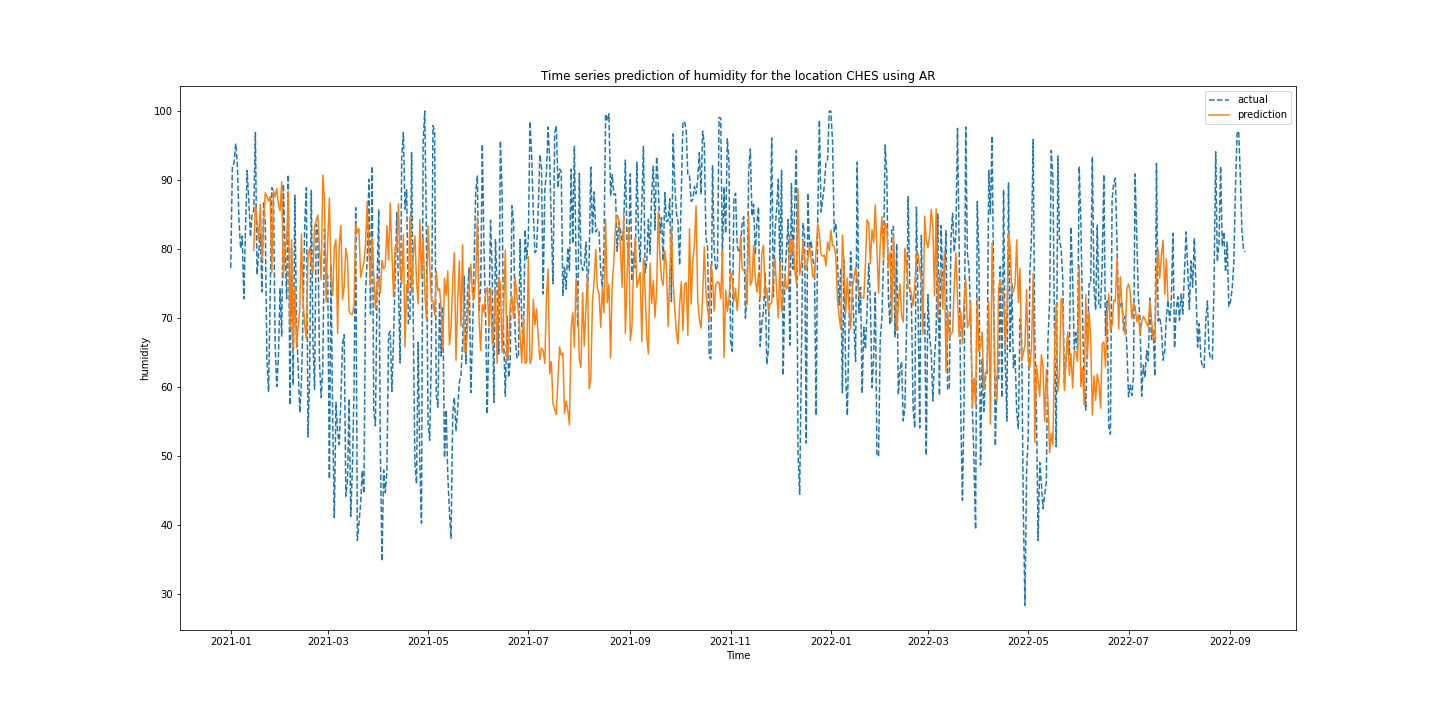 Time series prediction of humidity for the location CHES using AR
actual
prediction
100
90
80
70
60
50
40
30
humidity
2021-01 2021-03 2021-05 2021-07 2021-09 2021-11 2022-01 2022-03 2022-05 2022-07 2022-09
Time